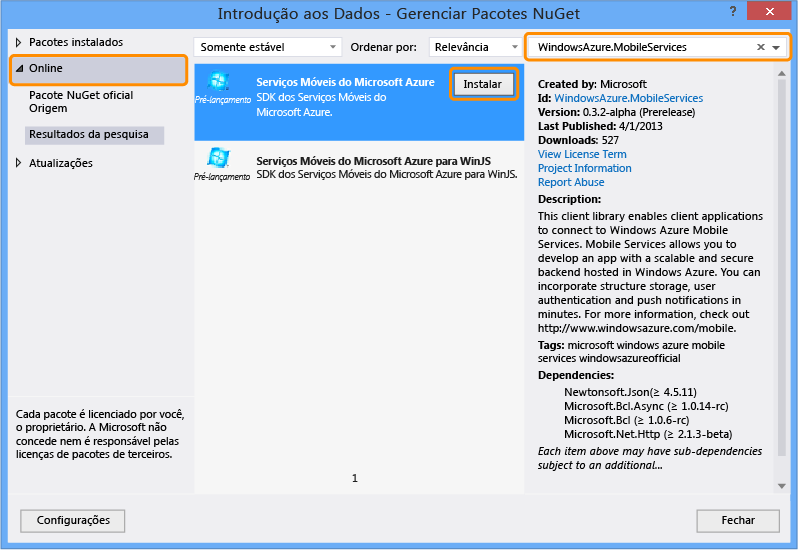 Introdução aos Dados - Gerenciar Pacotes NuGet
?
Pacotes instalados
Online
Pacote NuGet oficial
Origem
Resultados da pesquisa
Atualizações
Cada pacote é licenciado por você,
o proprietário. A Microsoft não
concede nem é responsável pelas
licenças de pacotes de terceiros.
Configurações
Somente estável
Ordenar por:
Relevância
Pré-lançamento
Serviços Móveis do Microsoft Azure
SDK dos Serviços Móveis do
Microsoft Azure.
Instalar
Pré-lançamento
Serviços Móveis do Microsoft Azure para WinJS
SDK dos Serviços Móveis do Microsoft Azure para WinJS.
1
WindowsAzure.MobileServices
Created by: Microsoft
Id: WindowsAzure.MobileServices
Version: 0.3.2-alpha (Prerelease)
Last Published: 4/1/2013
Downloads: 527
View License Term
Project Information
Report Abuse
Description:
This client library enables client applications
to connect to Windows Azure Mobile
Services. Mobile Services allows you to
develop an app with a scalable and secure
backend hosted in Windows Azure. You can
incorporate structure storage, user
authentication and push notifications in
minutes. For more information, check out
http://www.windowsazure.com/mobile.
Tags: microsoft windows azure mobile
services windowsazureofficial
Dependencies:
Newtonsoft.Json(≥ 4.5.11)
Microsoft.Bcl.Async (≥ 1.0.14-rc)
Microsoft.Bcl (≥ 1.0.6-rc)
Microsoft.Net.Http (≥ 2.1.3-beta)
Each item above may have sub-dependencies
subject to an additional...
Fechar